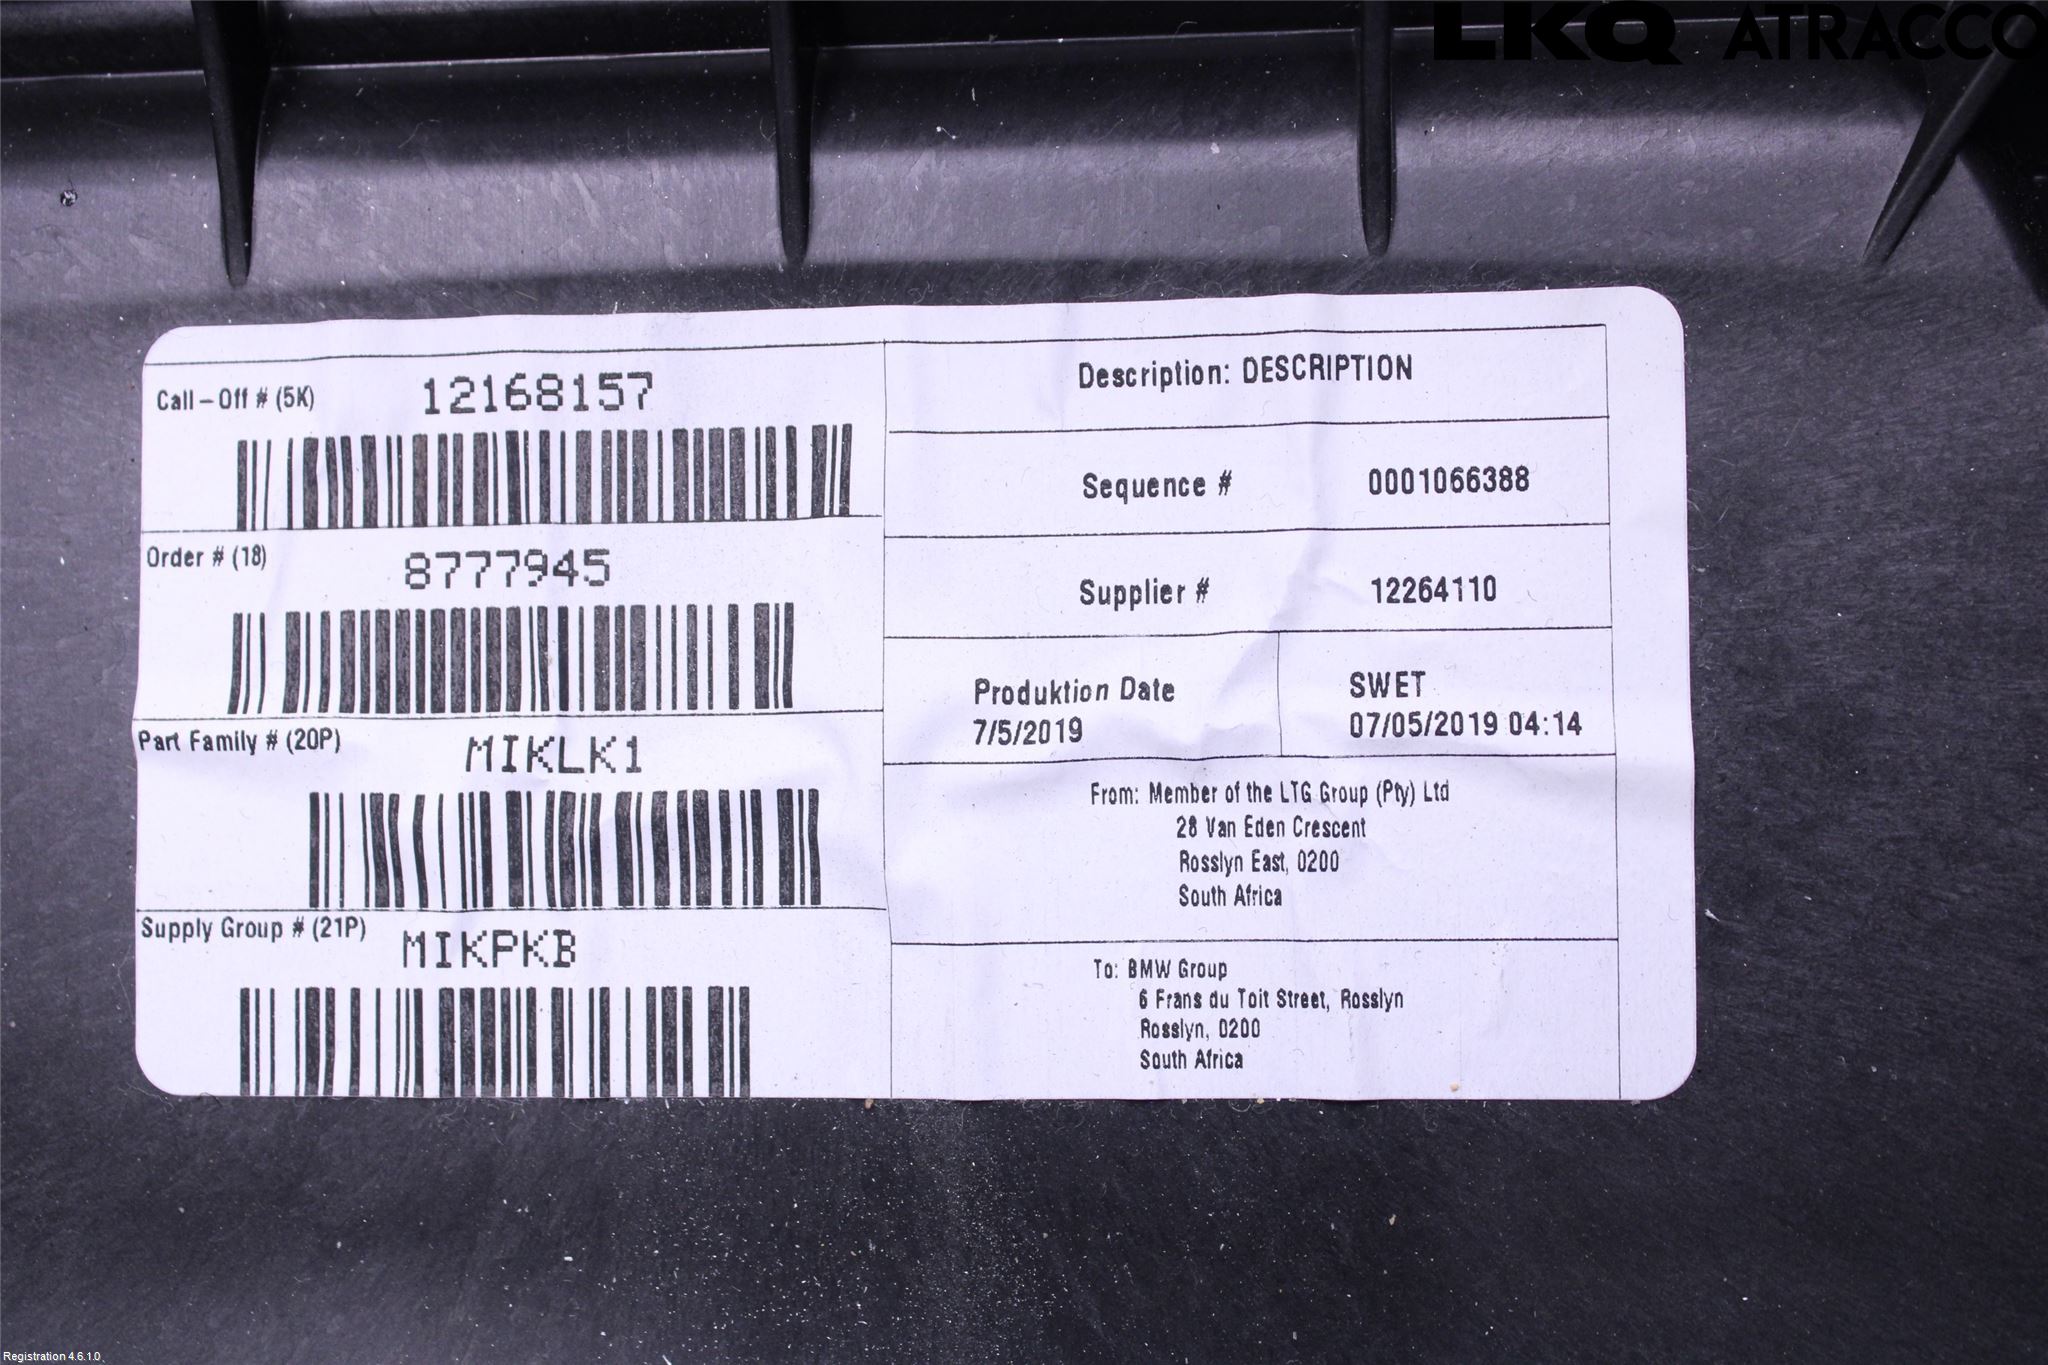 LKQ ATRACCO
Call-Off # (5K) 12168157
Order # (18) 8777945
Part Family # (20P) MIKLK1
Supply Group # (21P) MIKPKB
Description: DESCRIPTION
Sequence # 0001066388
Supplier # 12264110
Produktion Date
7/5/2019
SWET
07/05/2019 04:14
From: Member of the LTG Group (Pty) Ltd
28 Van Eden Crescent
Rosslyn East, 0200
South Africa
To: BMW Group
6 Frans du Toit Street, Rosslyn
Rosslyn, 0200
South Africa
Registration 4.6.1.0